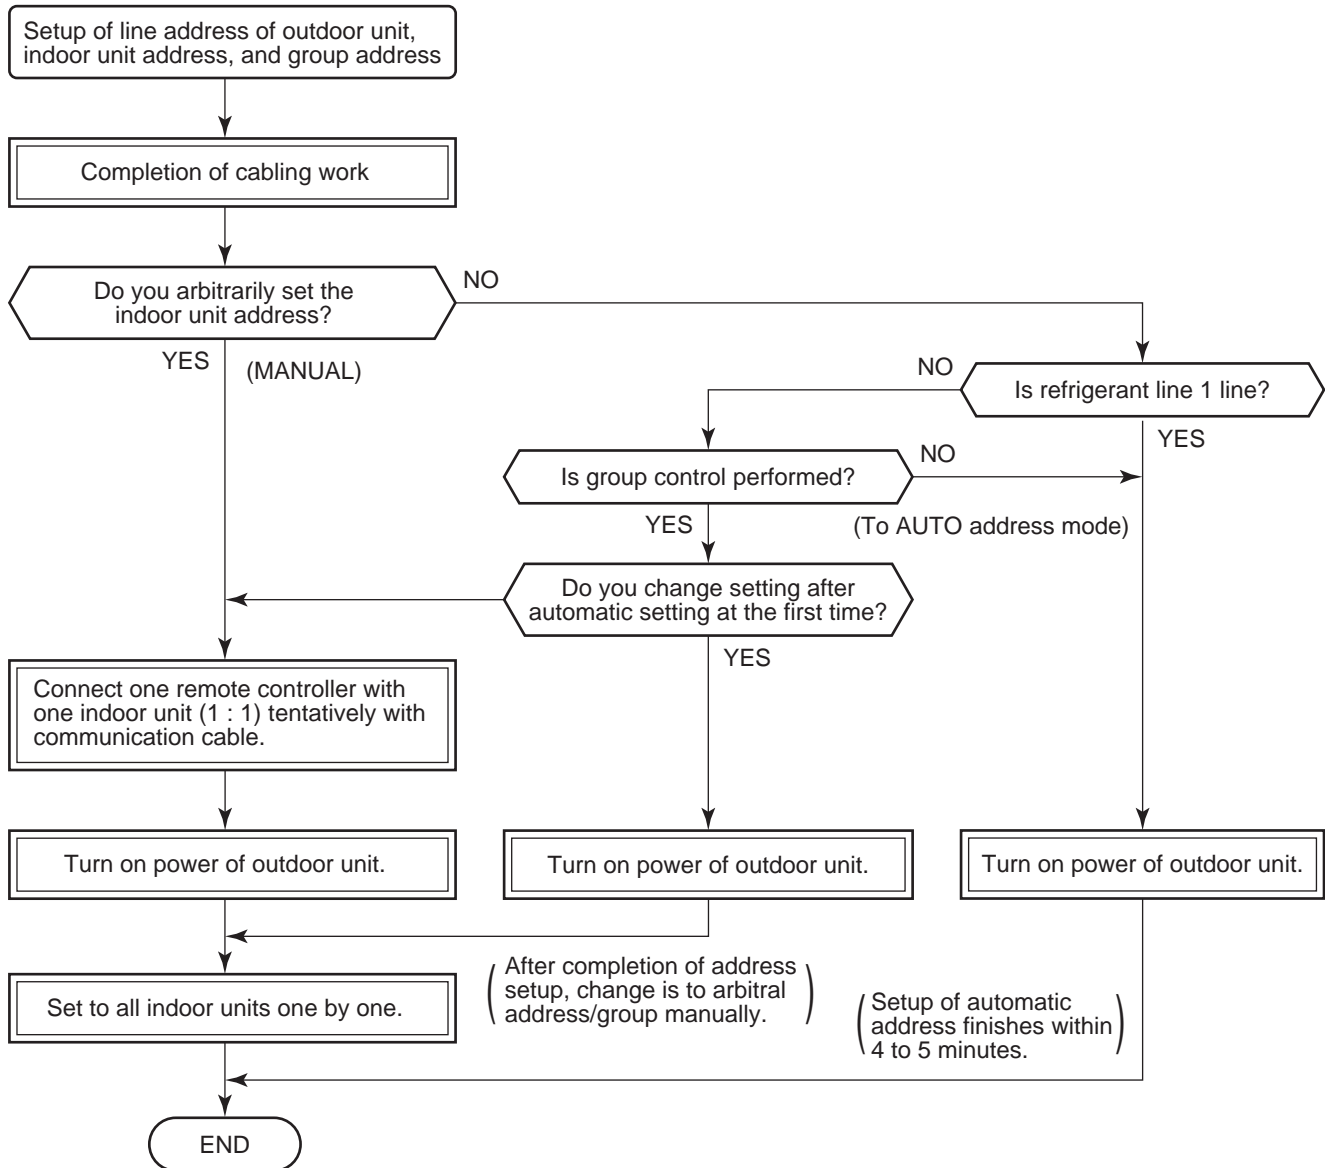 Setup of line address of outdoor unit,
indoor unit address, and group address
Completion of cabling work
Do you arbitrarily set the
indoor unit address?
NO
YES
(MANUAL)
Is refrigerant line 1 line?
NO
YES
Is group control performed?
NO
YES
(To AUTO address mode)
Do you change setting after
automatic setting at the first time?
YES
Connect one remote controller with
one indoor unit (1 : 1) tentatively with
communication cable.
Turn on power of outdoor unit.
Turn on power of outdoor unit.
Turn on power of outdoor unit.
(After completion of address
setup, change is to arbitral
address/group manually.)
Set to all indoor units one by one.
(Setup of automatic
address finishes within
4 to 5 minutes.)
END